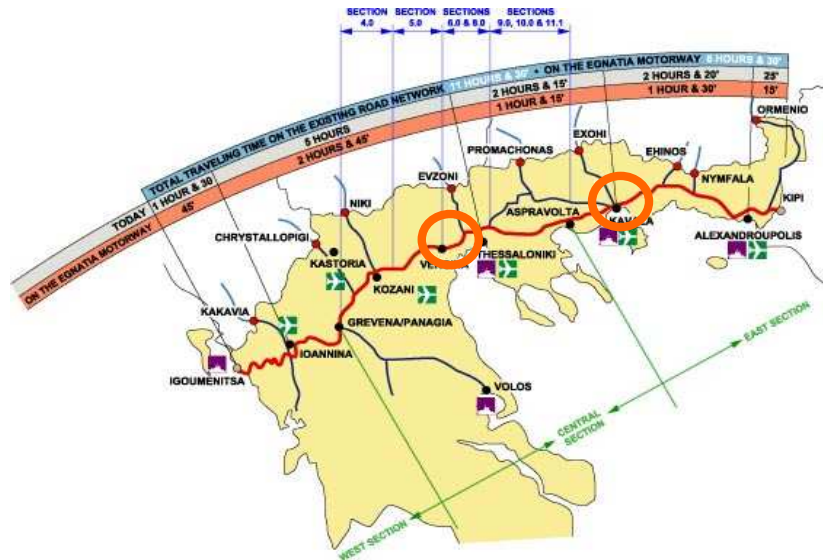 SECTION 4.0
SECTION 5.0
SECTIONS 6.0 & 8.0
SECTIONS 9.0, 10.0 & 11.1
TOTAL TRAVELING TIME ON THE EXISTING ROAD NETWORK 11 HOURS & 30' • ON THE EGNATIA MOTORWAY 6 HOURS & 30'
TODAY 1 HOUR & 30
5 HOURS
2 HOURS & 15'
2 HOURS & 20'
25'
ON THE EGNATIA MOTORWAY 45'
2 HOURS & 45'
1 HOUR & 15'
1 HOUR & 30'
15'
ORMENIO
EXOHI
PROMACHONAS
EHINOS
EVZONI
NYMFALA
NIKI
KIPI
ASPRAVOLTA
KAVALA
CHRYSTALLOPIGI
ALEXANDROUPOLIS
KASTORIA
THESSALONIKI
KOZANI
KAKAVIA
GREVENA/PANAGIA
IOANNINA
IGOUMENITSA
VOLOS
EAST SECTION
CENTRAL
SECTION
WEST SECTION